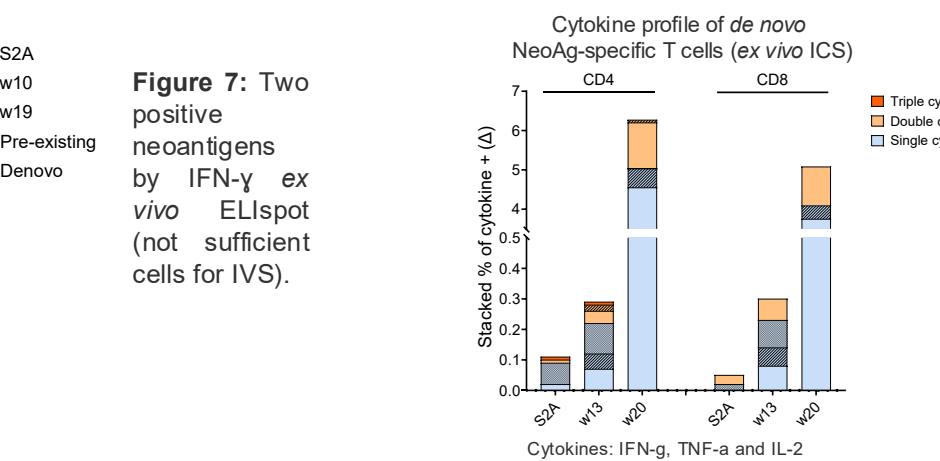 S2A
w10
w19
Pre-existing
Denovo
Figure 7: Two
positive
neoantigens
by IFN-ɣ ex
vivo ELIspot
(not sufficient
cells for IVS).
Cytokine profile of de novo
NeoAg-specific T cells (ex vivo ICS)
CD4 CD8
Stacked % of cytokine + (Δ)
7
6
5
4
0.5
0.4
0.3
0.2
0.1
0.0
S2A w13 w20 S2A w13 w20
Triple cy
Double c
Single cy
Cytokines: IFN-g, TNF-a and IL-2